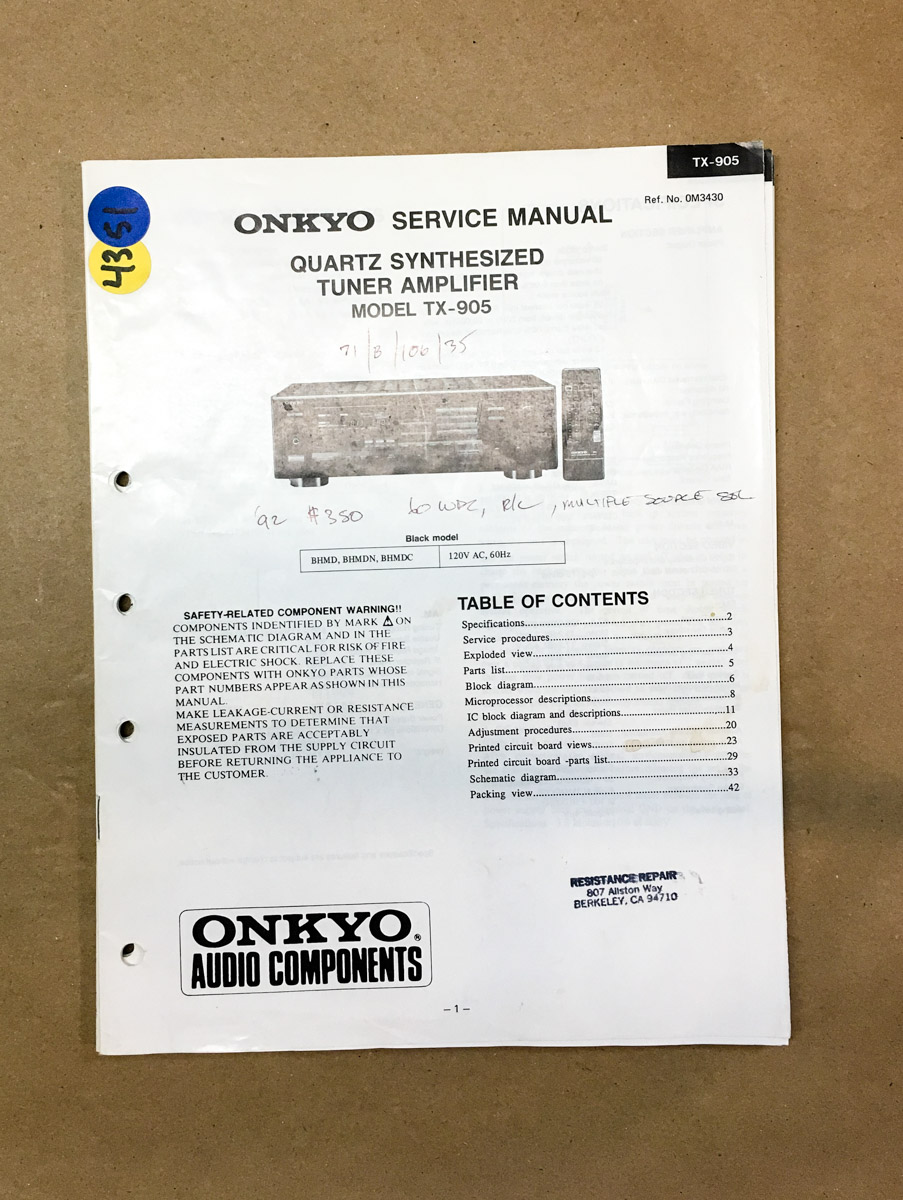 TX-905
Ref. No. 0M3430
4351
ONKYO SERVICE MANUAL
QUARTZ SYNTHESIZED
TUNER AMPLIFIER
MODEL TX-905
71/B/106/35
ONKYO
'92 $350 60 WPC, R/C, MULTIPLE SOURCE
Black model
BHMD, BHMDN, BHMDC 120V AC, 60Hz
SAFETY-RELATED COMPONENT WARNING!!
COMPONENTS INDENTIFIED BY MARK ⚠ ON
THE SCHEMATIC DIAGRAM AND IN THE
PARTS LIST ARE CRITICAL FOR RISK OF FIRE
AND ELECTRIC SHOCK. REPLACE THESE
COMPONENTS WITH ONKYO PARTS WHOSE
PART NUMBERS APPEAR AS SHOWN IN THIS
MANUAL.
MAKE LEAKAGE-CURRENT OR RESISTANCE
MEASUREMENTS TO DETERMINE THAT
EXPOSED PARTS ARE ACCEPTABLY
INSULATED FROM THE SUPPLY CIRCUIT
BEFORE RETURNING THE APPLIANCE TO
THE CUSTOMER.
TABLE OF CONTENTS
Specifications...2
Service procedures...3
Exploded view...4
Parts list...5
Block diagram...6
Microprocessor descriptions...8
IC block diagram and descriptions...11
Adjustment procedures...20
Printed circuit board views...23
Printed circuit board -parts list...29
Schematic diagram...33
Packing view...42
RESISTANCE REPAIR
807 Allston Way
BERKELEY, CA 94710
ONKYO®
AUDIO COMPONENTS
– 1 –